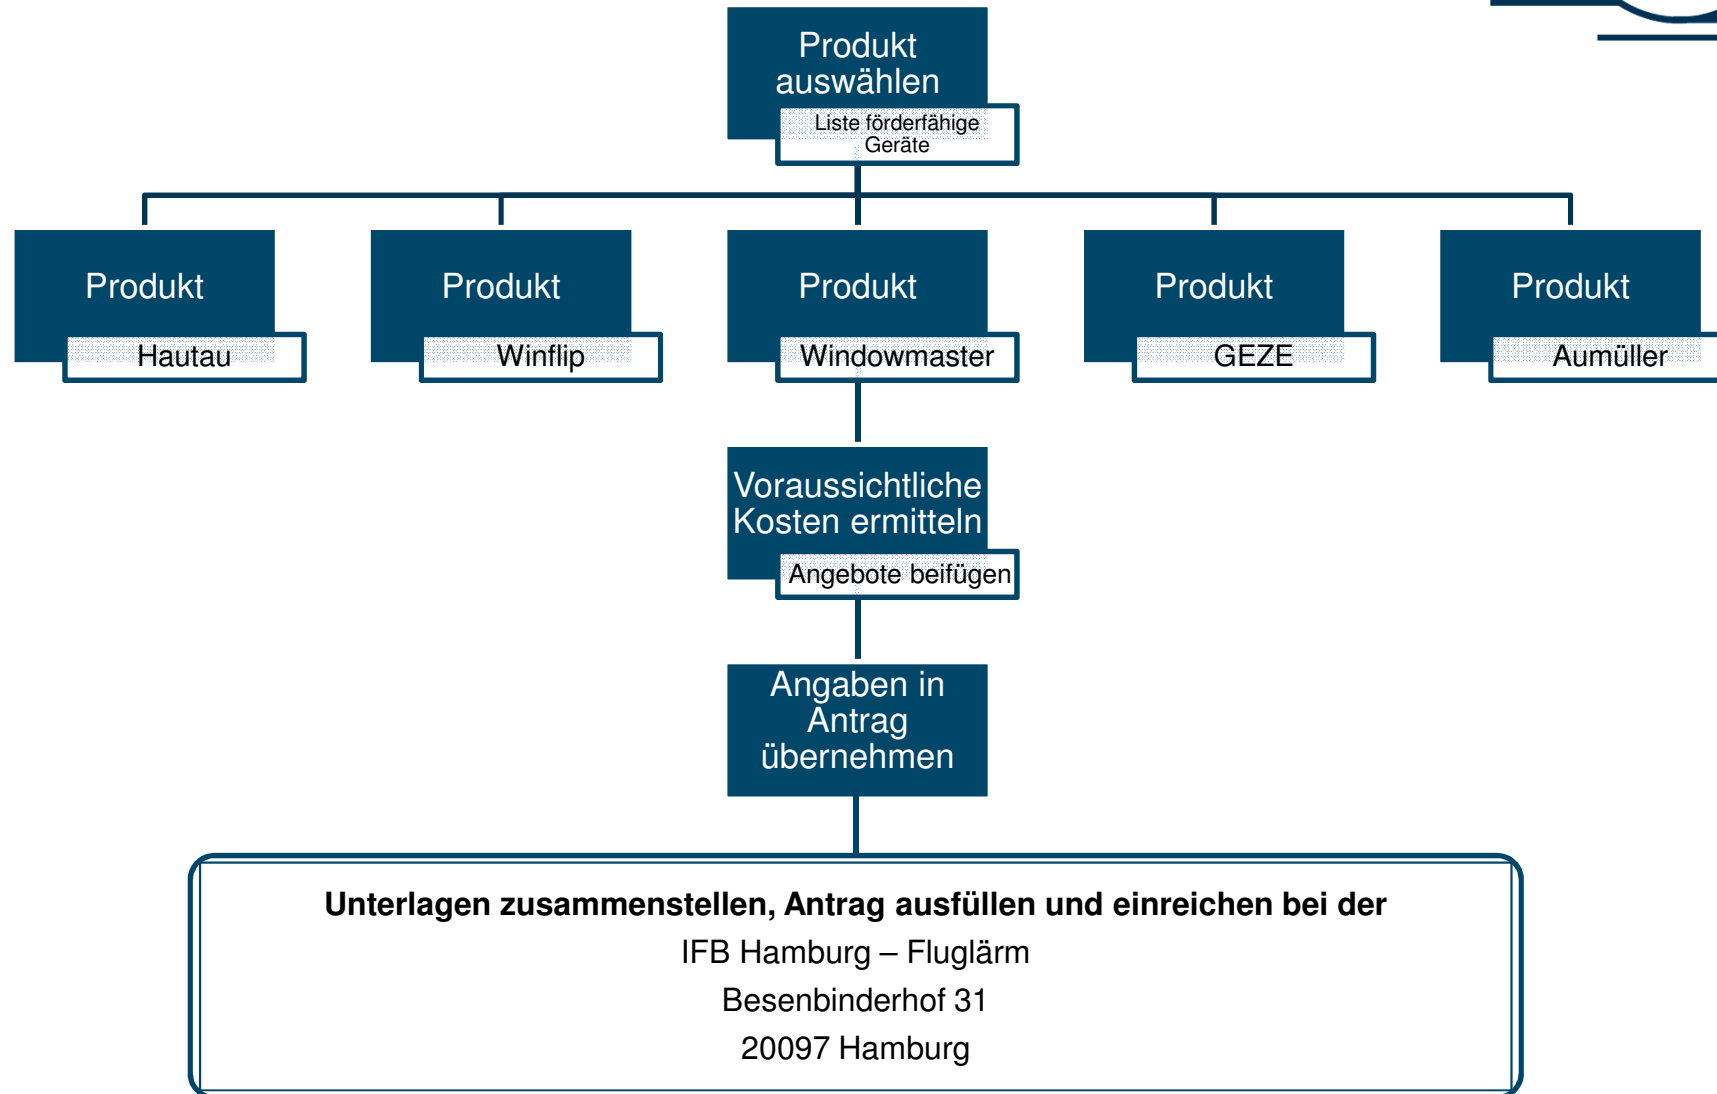 Produkt
auswählen
Liste förderfähige
Geräte
Produkt
Hautau
Produkt
Winflip
Produkt
Windowmaster
Produkt
GEZE
Produkt
Aumüller
Voraussichtliche
Kosten ermitteln
Angebote beifügen
Angaben in
Antrag
übernehmen
Unterlagen zusammenstellen, Antrag ausfüllen und einreichen bei der
IFB Hamburg – Fluglärm
Besenbinderhof 31
20097 Hamburg